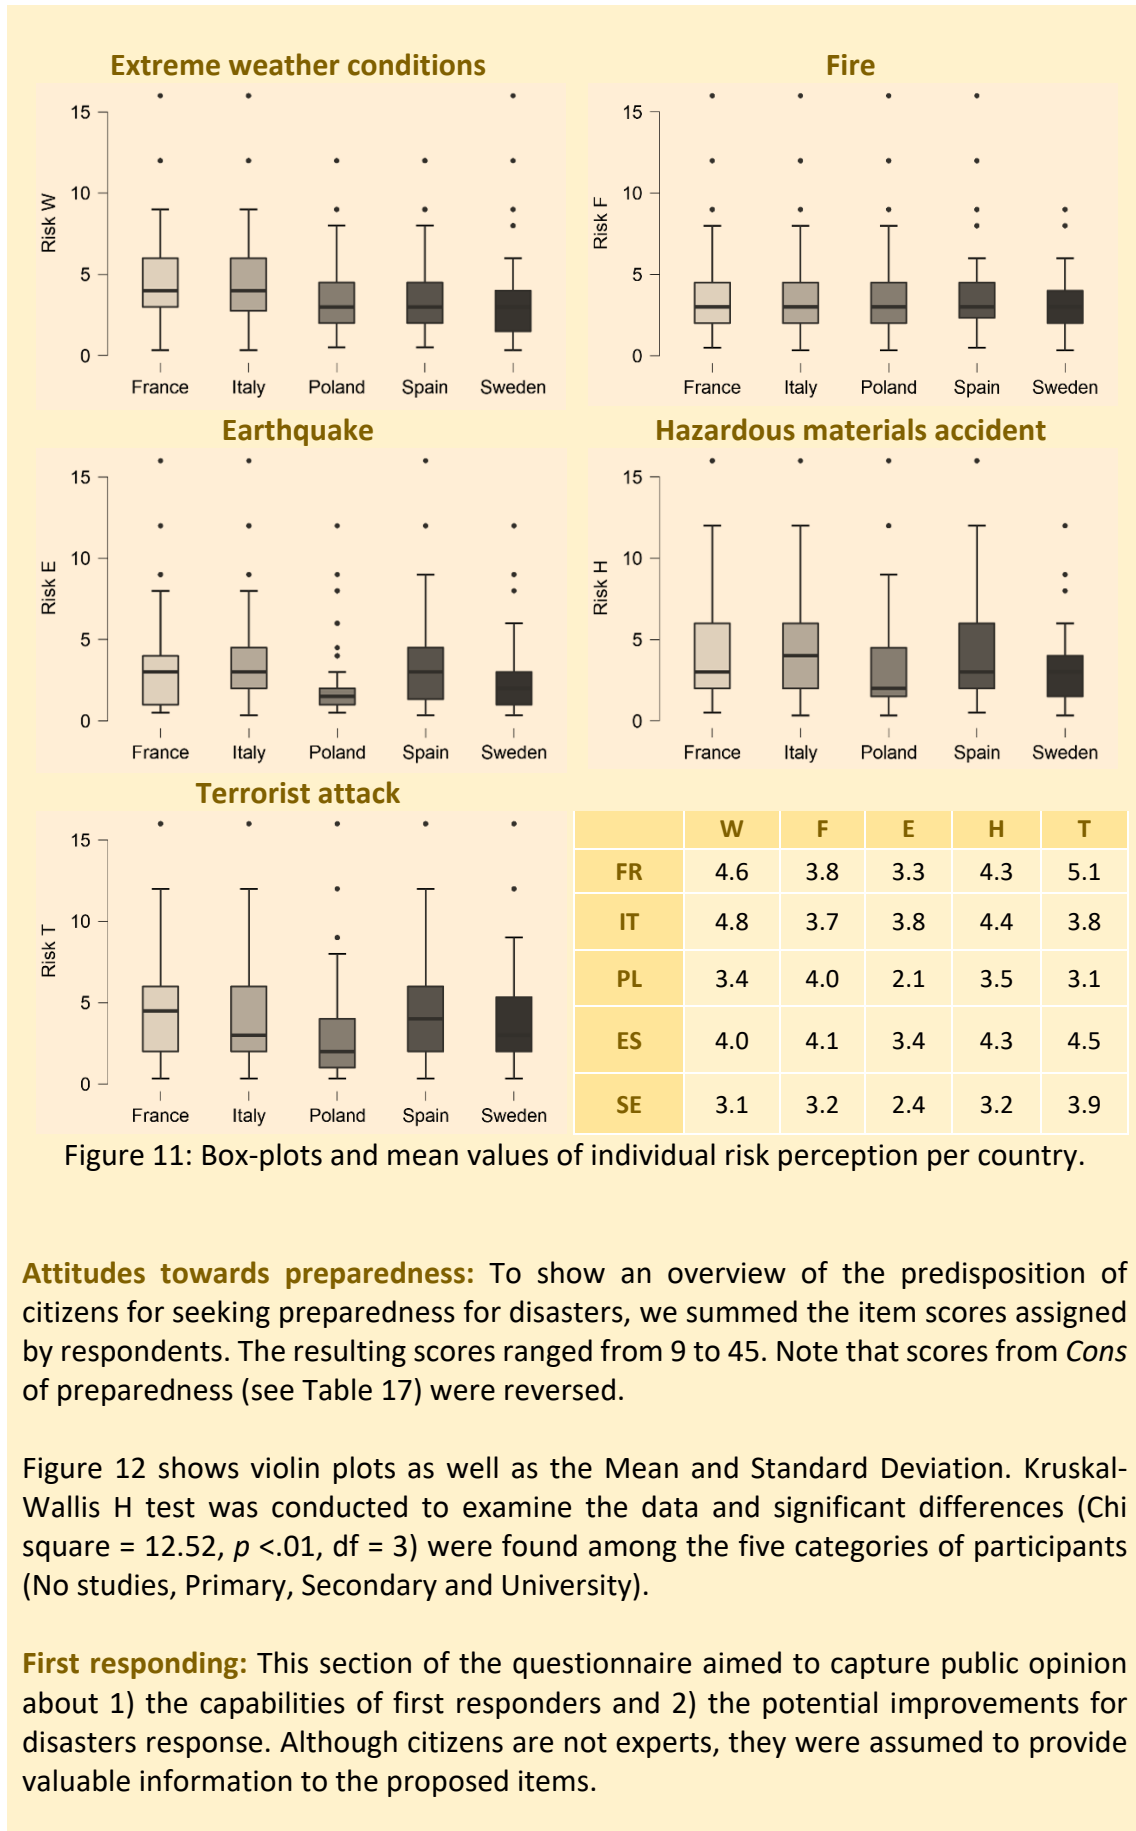 Extreme weather conditions
Risk W
15
10
5
0
France Italy Poland Spain Sweden
Fire
Risk F
15
10
5
0
France Italy Poland Spain Sweden
Earthquake
Risk E
15
10
5
0
France Italy Poland Spain Sweden
Hazardous materials accident
Risk H
15
10
5
0
France Italy Poland Spain Sweden
Terrorist attack
Risk T
15
10
5
0
France Italy Poland Spain Sweden
W F E H T
FR 4.6 3.8 3.3 4.3 5.1
IT 4.8 3.7 3.8 4.4 3.8
PL 3.4 4.0 2.1 3.5 3.1
ES 4.0 4.1 3.4 4.3 4.5
SE 3.1 3.2 2.4 3.2 3.9
Figure 11: Box-plots and mean values of individual risk perception per country.
Attitudes towards preparedness: To show an overview of the predisposition of
citizens for seeking preparedness for disasters, we summed the item scores assigned
by respondents. The resulting scores ranged from 9 to 45. Note that scores from Cons
of preparedness (see Table 17) were reversed.
Figure 12 shows violin plots as well as the Mean and Standard Deviation. Kruskal-
Wallis H test was conducted to examine the data and significant differences (Chi
square = 12.52, p <.01, df = 3) were found among the five categories of participants
(No studies, Primary, Secondary and University).
First responding: This section of the questionnaire aimed to capture public opinion
about 1) the capabilities of first responders and 2) the potential improvements for
disasters response. Although citizens are not experts, they were assumed to provide
valuable information to the proposed items.